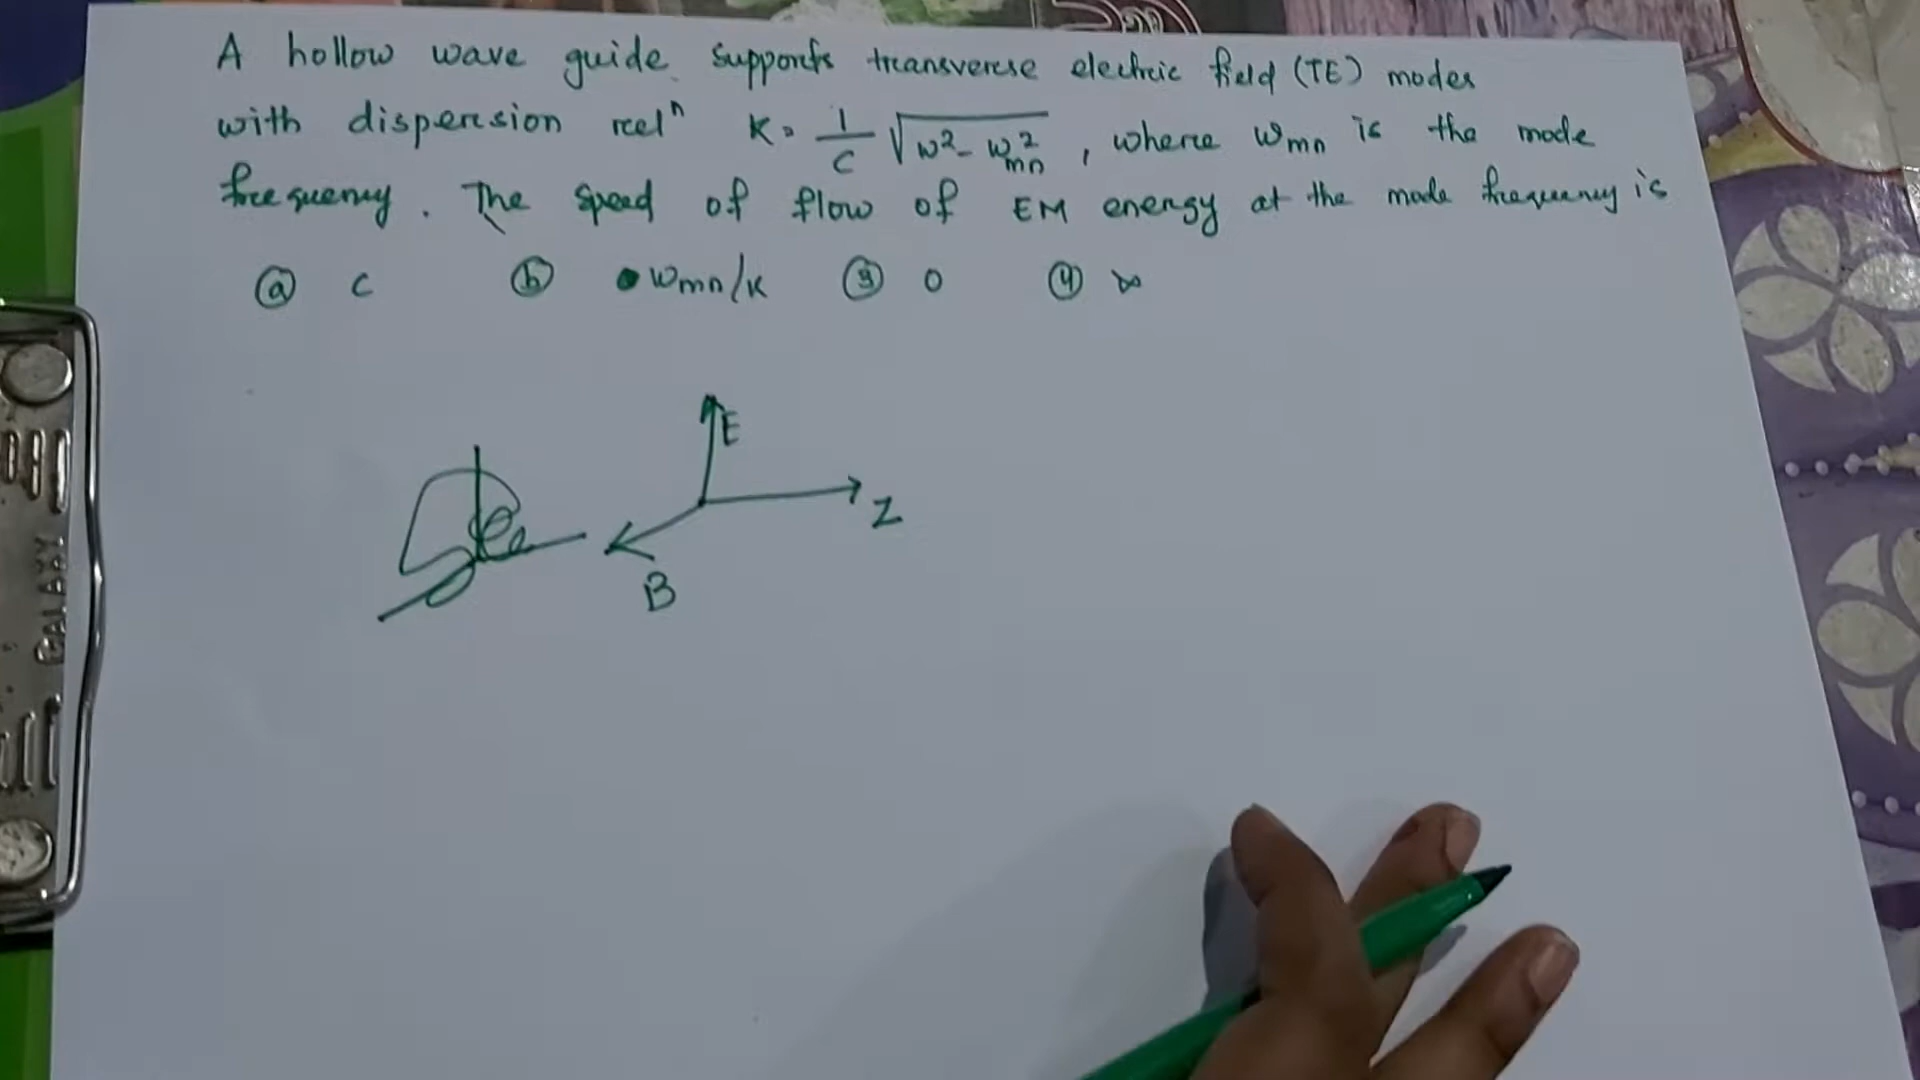 A hollow wave guide supports transverse electric field (TE) modes
with dispersion rel^n K = 1/c √(ω² - ω²mn) , where ωmn is the mode
frequency. The speed of flow of EM energy at the mode frequency is
ⓐ c ⓑ • ωmn/K ③ 0 ④ ∞
E
Z
B
GALAXY